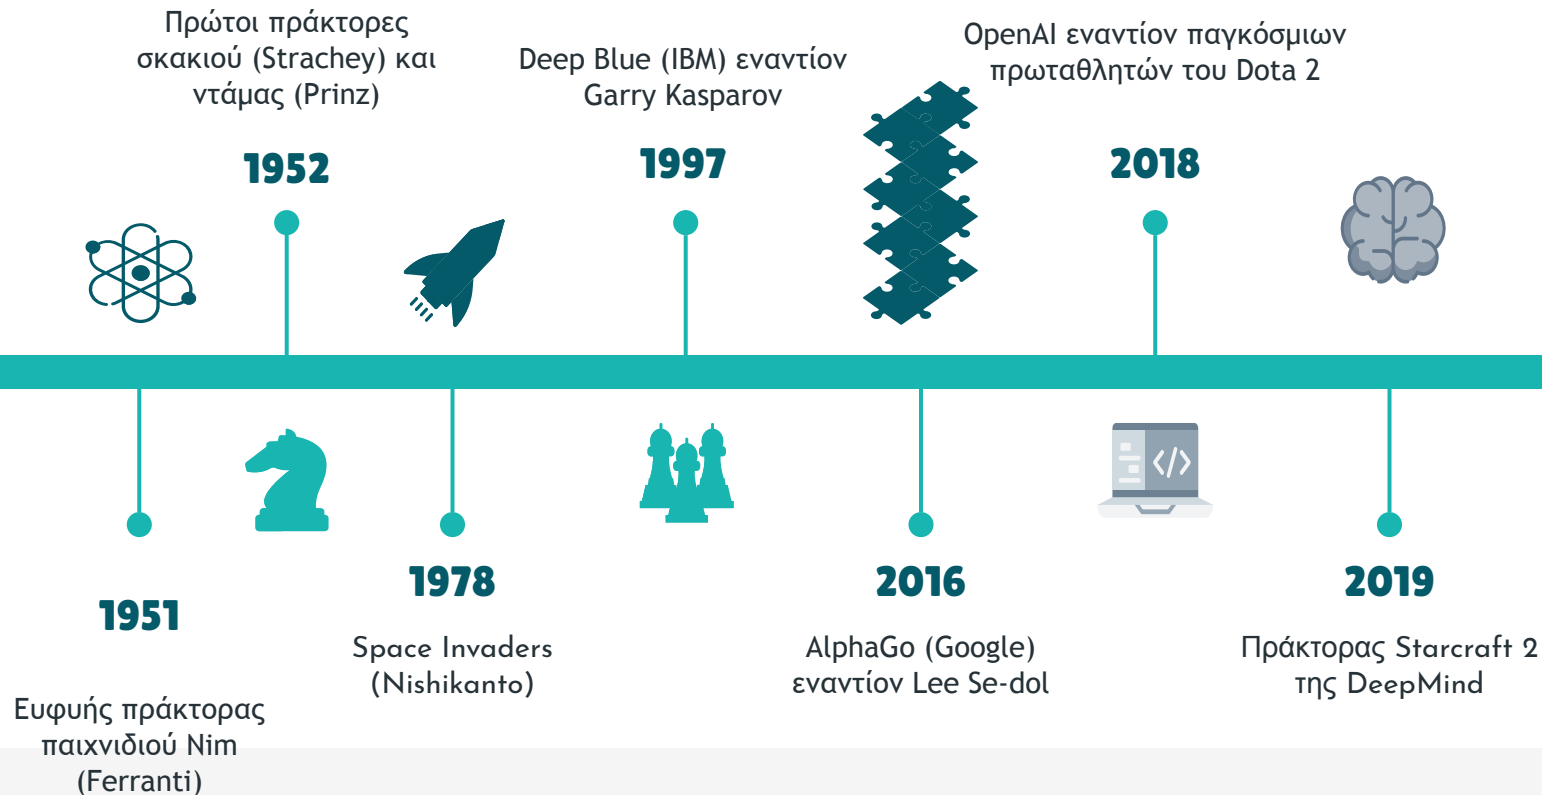 Πρώτοι πράκτορες
σκακιού (Strachey) και
ντάμας (Prinz)
1952
Deep Blue (IBM) εναντίον
Garry Kasparov
1997
OpenAI εναντίον παγκόσμιων
πρωταθλητών του Dota 2
2018
1951
Ευφυής πράκτορας
παιχνιδιού Nim
(Ferranti)
1978
Space Invaders
(Nishikanto)
2016
AlphaGo (Google)
εναντίον Lee Se-dol
2019
Πράκτορας Starcraft 2
της DeepMind